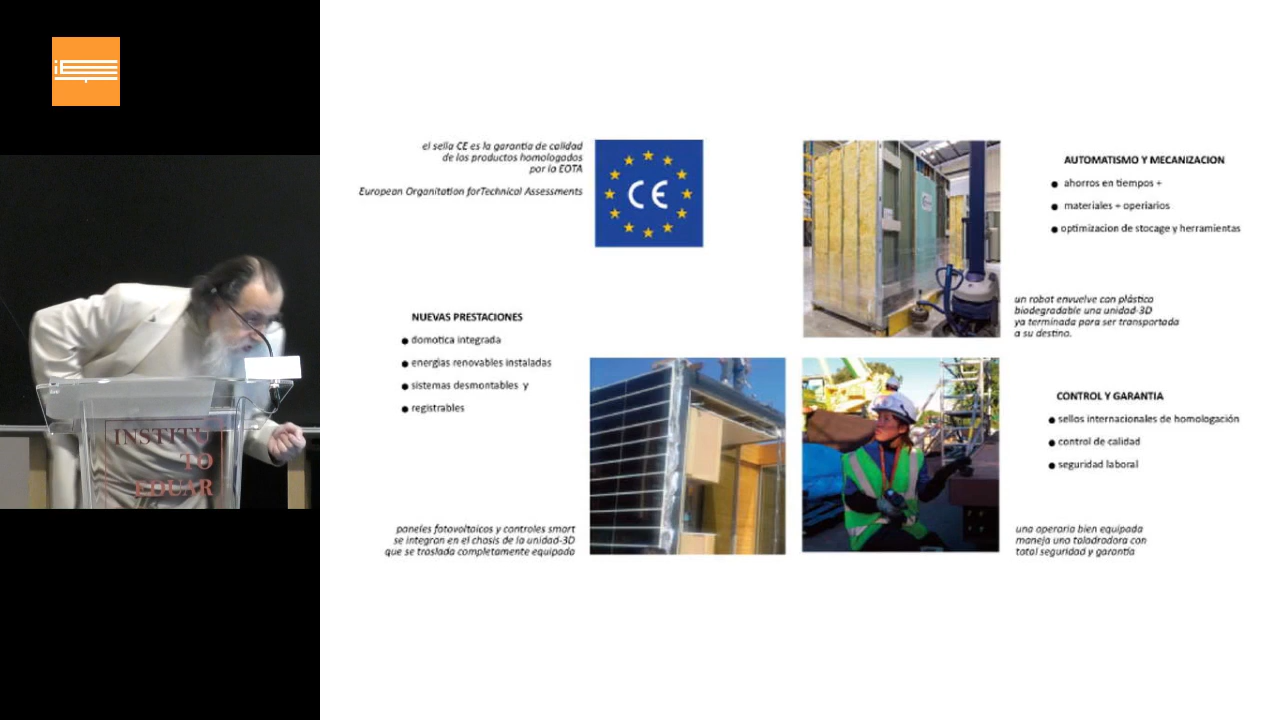 el sella CE es la garantia de calidad
de los productos homologados
por la EOTA
European Organitation forTechnical Assessments
CE
AUTOMATISMO Y MECANIZACION
● ahorros en tiempos +
● materiales + operiarios
● optimizacion de stocage y herramientas
un robot envuelve can plástico
biodegradable una unidad-3D
ya terminada para ser transportada
a su destino.
NUEVAS PRESTACIONES
● domotica integrada
● energias renovables instaladas
● sistemas desmontables y
● registrables
CONTROL Y GARANTIA
● sellos internacionales de homologación
● control de calidad
● seguridad laboral
paneles fotovoltaicos y controles smart
se integran en el chasis de la unidad-3D
que se traslada completamente equipada
una operaria bien equipada
maneja una taladradora con
total seguridad y garantía
INSTITU
TO
EDUAR